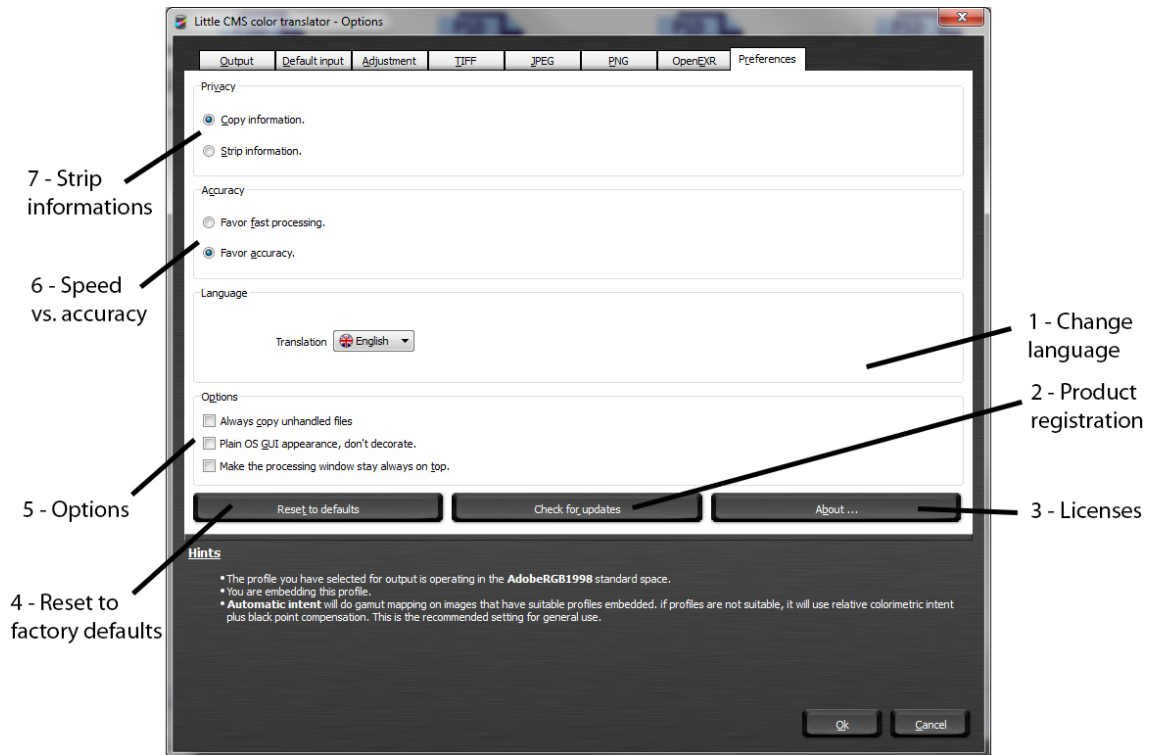 Little CMS color translator - Options
Output Default input Adjustment TIFF JPEG PNG OpenEXR Preferences
Privacy
Copy information.
Strip information.
7 - Strip
informations
Accuracy
Favor fast processing.
Favor accuracy.
6 - Speed
vs. accuracy
Language
Translation English
1 - Change
language
2 - Product
registration
Options
Always copy unhandled files
Plain OS GUI appearance, don't decorate.
Make the processing window stay always on top.
5 - Options
Reset to defaults Check for updates About ...
3 - Licenses
4 - Reset to
factory defaults
Hints
• The profile you have selected for output is operating in the AdobeRGB1998 standard space.
• You are embedding this profile.
• Automatic intent will do gamut mapping on images that have suitable profiles embedded. if profiles are not suitable, it will use relative colorimetric intent
plus black point compensation. This is the recommended setting for general use.
Ok Cancel